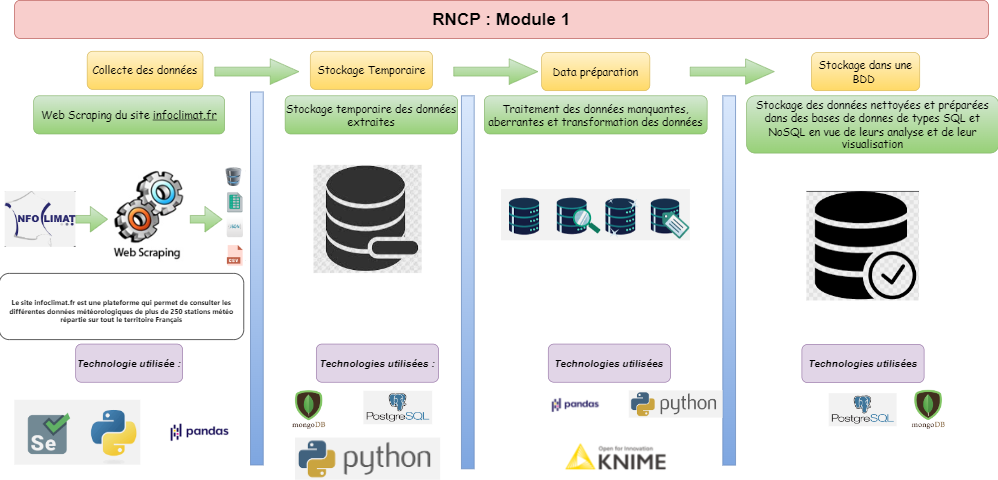 RNCP : Module 1
Collecte des données
Stockage Temporaire
Data préparation
Stockage dans une
BDD
Web Scraping du site infoclimat.fr
Stockage temporaire des données
extraites
Traitement des données manquantes,
aberrantes et transformation des données
Stockage des données nettoyées et préparées
dans des bases de donnes de types SQL et
NoSQL en vue de leurs analyse et de leur
visualisation
INFOCLIMAT
Web Scraping
CSV
Le site infoclimat.fr est une plateforme qui permet de consulter les
différentes données météorologiques de plus de 250 stations météo
répartie sur tout le territoire Français
Technologie utilisée :
Technologies utilisées :
Technologies utilisées
Technologies utilisées
Se
pandas
mongoDB
PostgreSQL
python
pandas
python
Open for Innovation
KNIME
PostgreSQL
mongoDB